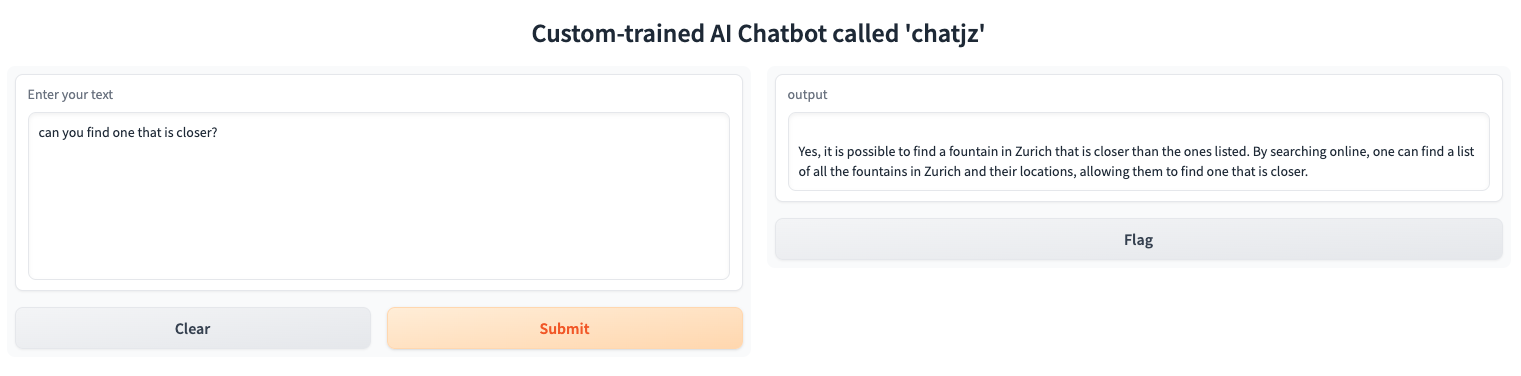 Custom-trained AI Chatbot called 'chatjz'
Enter your text
can you find one that is closer?
Clear
Submit
output
Yes, it is possible to find a fountain in Zurich that is closer than the ones listed. By searching online, one can find a list
of all the fountains in Zurich and their locations, allowing them to find one that is closer.
Flag